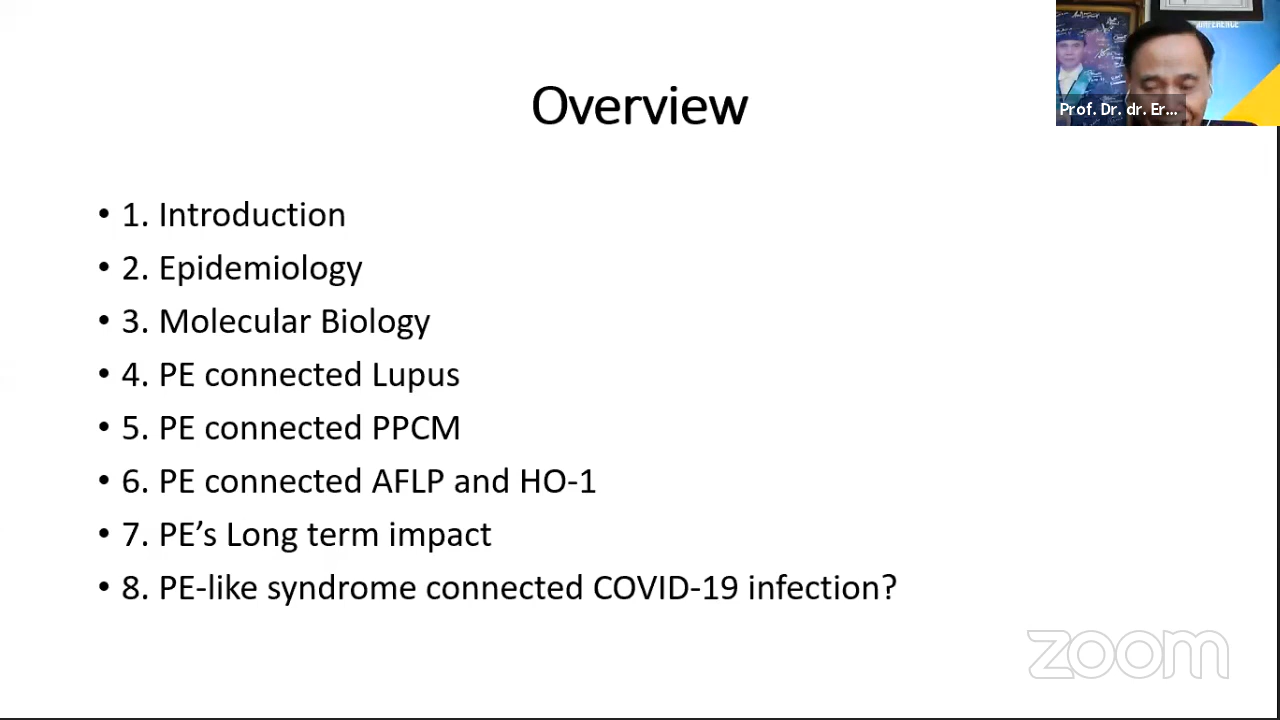 Overview
• 1. Introduction
• 2. Epidemiology
• 3. Molecular Biology
• 4. PE connected Lupus
• 5. PE connected PPCM
• 6. PE connected AFLP and HO-1
• 7. PE’s Long term impact
• 8. PE-like syndrome connected COVID-19 infection?
Prof. Dr. dr. Er...
zoom